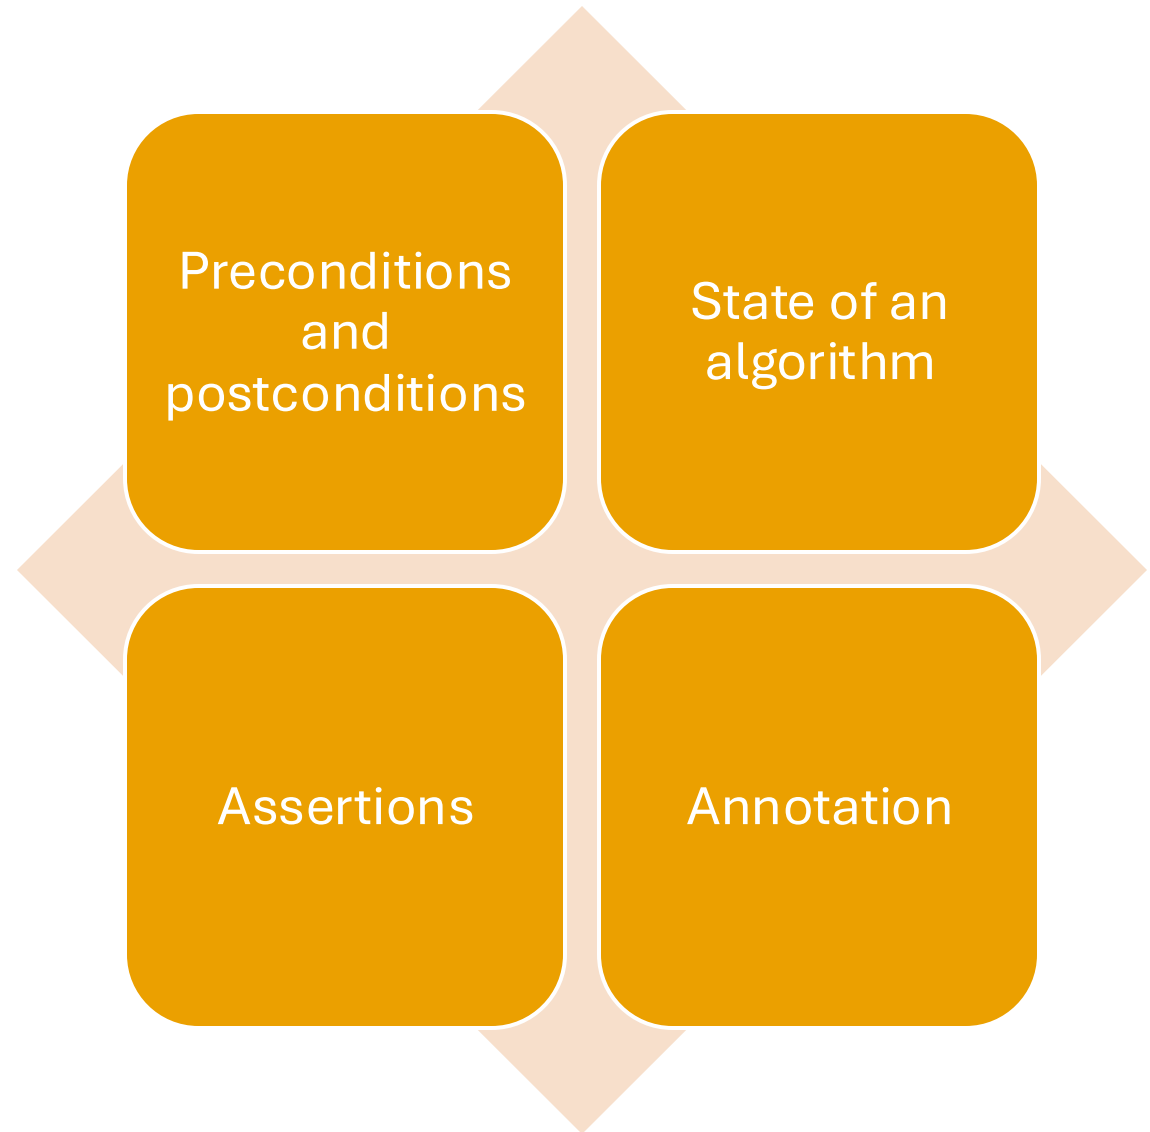 Preconditions
and
postconditions
State of an
algorithm
Assertions
Annotation